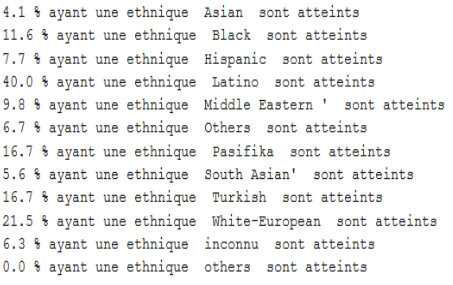 4.1 % ayant une ethnique  Asian  sont atteints
11.6 % ayant une ethnique  Black  sont atteints
7.7 % ayant une ethnique  Hispanic  sont atteints
40.0 % ayant une ethnique  Latino  sont atteints
9.8 % ayant une ethnique  Middle Eastern '  sont atteints
6.7 % ayant une ethnique  Others  sont atteints
16.7 % ayant une ethnique  Pasifika  sont atteints
5.6 % ayant une ethnique  South Asian'  sont atteints
16.7 % ayant une ethnique  Turkish  sont atteints
21.5 % ayant une ethnique  White-European  sont atteints
6.3 % ayant une ethnique  inconnu  sont atteints
0.0 % ayant une ethnique  others  sont atteints